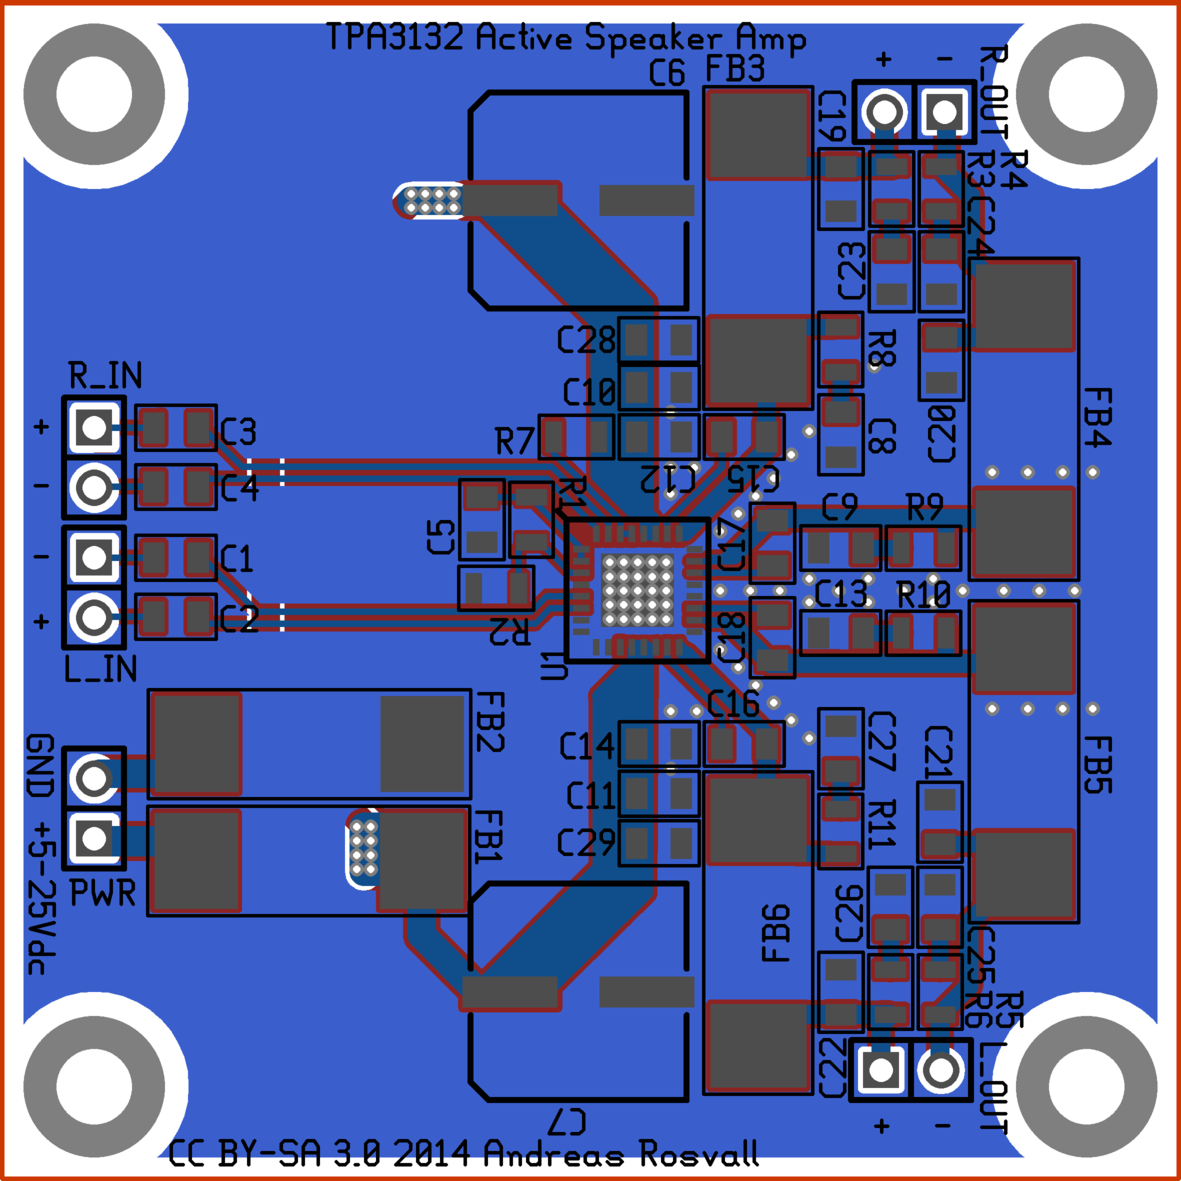 TPA3132 Active Speaker Amp
C6 FB3
+ -
R_OUT
C19
R3 R4
C24
C23
C28
R8
C10
C20
FB4
R_IN
+
-
C3
C4
R7
C12 C15
C8
R1
C5
C17
C9 R9
-
+
C1
C2
L_IN
R2
U1
C18
C13 R10
FB2
C16
C14
C27
C21
FB5
GND
+5-25Vdc
PWR
FB1
C11
C29
R11
FB6
C26
C25
R6 R5
C22
L_OUT
+ -
C7
CC BY-SA 3.0 2014 Andreas Rosvall